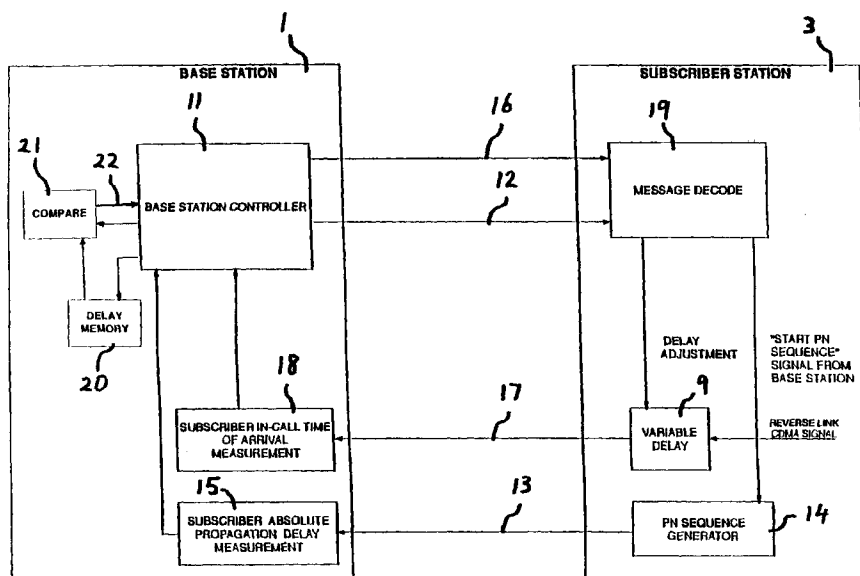 1
3
BASE STATION
SUBSCRIBER STATION
11
16
19
21
22
12
COMPARE
BASE STATION CONTROLLER
MESSAGE DECODE
DELAY
MEMORY
20
DELAY
ADJUSTMENT
"START PN
SEQUENCE"
SIGNAL FROM
BASE STATION
18
17
9
SUBSCRIBER IN-CALL TIME
OF ARRIVAL
MEASUREMENT
VARIABLE
DELAY
REVERSE LINK
CDMA SIGNAL
15
13
SUBSCRIBER ABSOLUTE
PROPAGATION DELAY
MEASUREMENT
PN SEQUENCE
GENERATOR
14